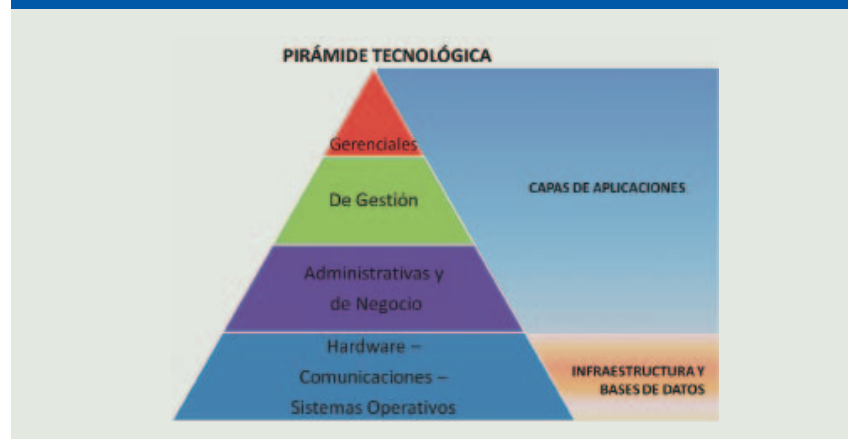 PIRÁMIDE TECNOLÓGICA
Gerenciales
De Gestión
CAPAS DE APLICACIONES
Administrativas y
de Negocio
Hardware –
Comunicaciones –
Sistemas Operativos
INFRAESTRUCTURA Y
BASES DE DATOS